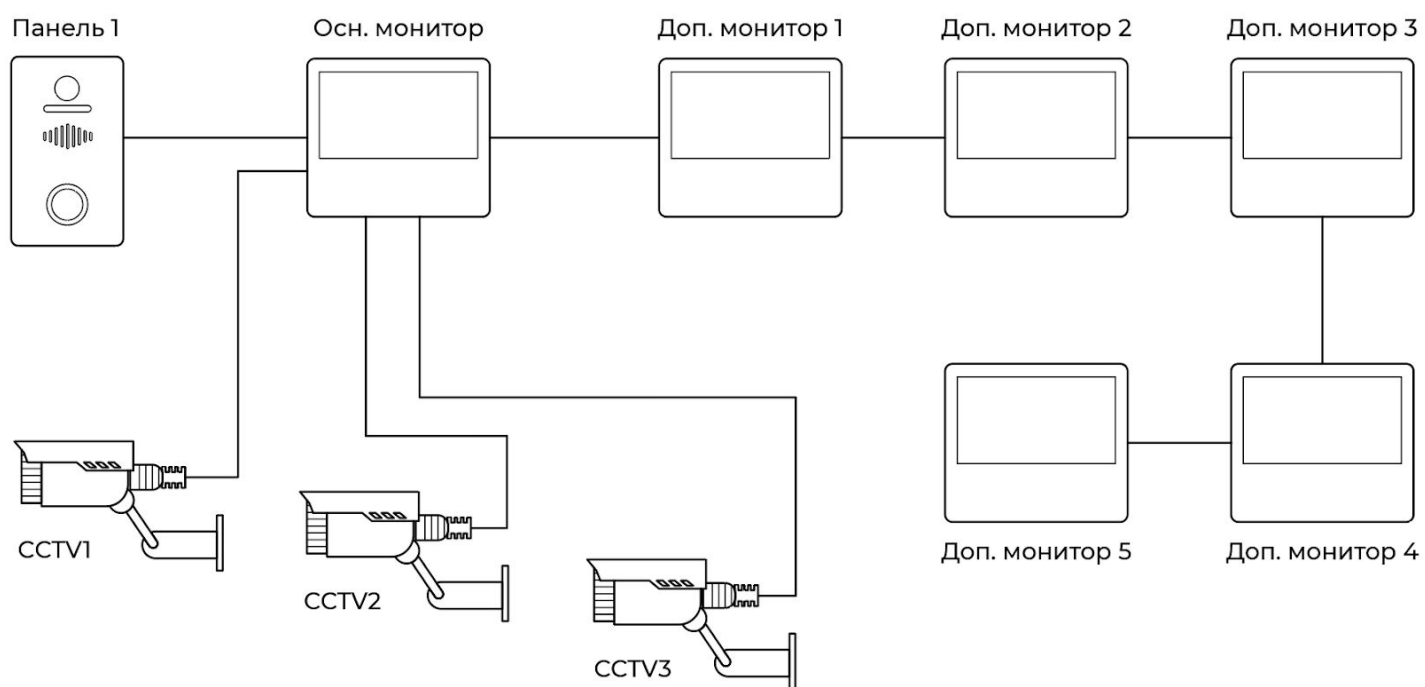 Панель 1
Осн. монитор
Доп. монитор 1
Доп. монитор 2
Доп. монитор 3
CCTV1
CCTV2
CCTV3
Доп. монитор 5
Доп. монитор 4